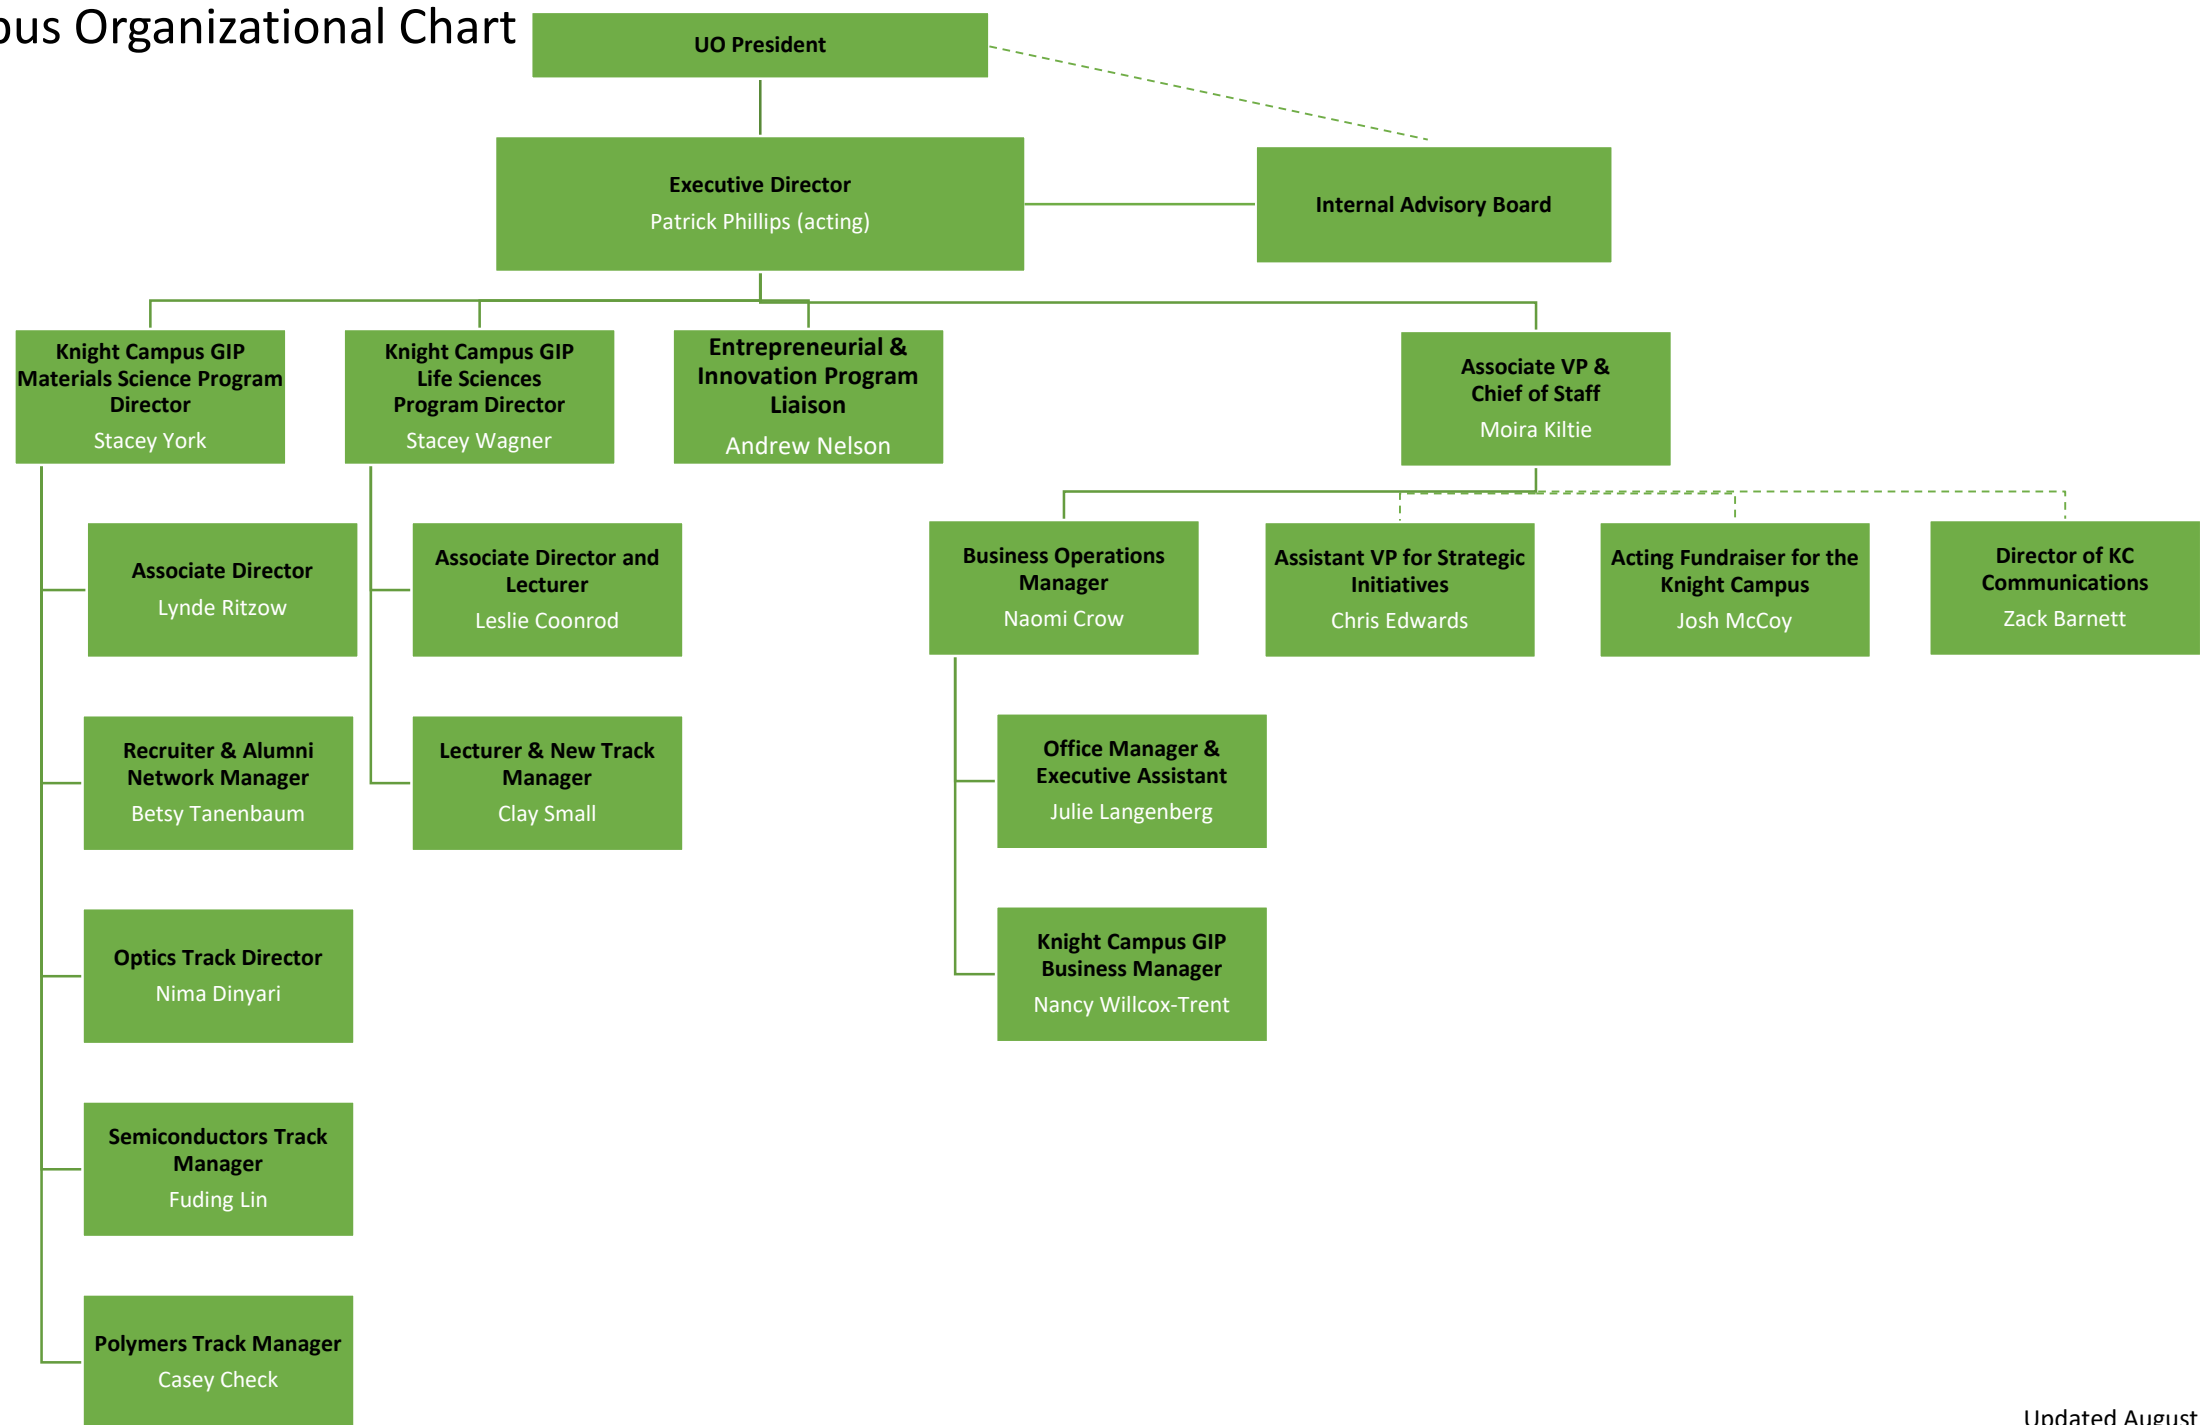 Organizational Chart
UO President
Executive Director
Patrick Phillips (acting)
Internal Advisory Board
Knight Campus GIP
Materials Science Program
Director
Stacey York
Knight Campus GIP
Life Sciences
Program Director
Stacey Wagner
Entrepreneurial &
Innovation Program
Liaison
Andrew Nelson
Associate VP &
Chief of Staff
Moira Kiltie
Associate Director
Lynde Ritzow
Associate Director and
Lecturer
Leslie Coonrod
Business Operations
Manager
Naomi Crow
Assistant VP for Strategic
Initiatives
Chris Edwards
Acting Fundraiser for the
Knight Campus
Josh McCoy
Director of KC
Communications
Zack Barnett
Recruiter & Alumni
Network Manager
Betsy Tanenbaum
Lecturer & New Track
Manager
Clay Small
Office Manager &
Executive Assistant
Julie Langenberg
Optics Track Director
Nima Dinyari
Knight Campus GIP
Business Manager
Nancy Willcox-Trent
Semiconductors Track
Manager
Fuding Lin
Polymers Track Manager
Casey Check
Updated August